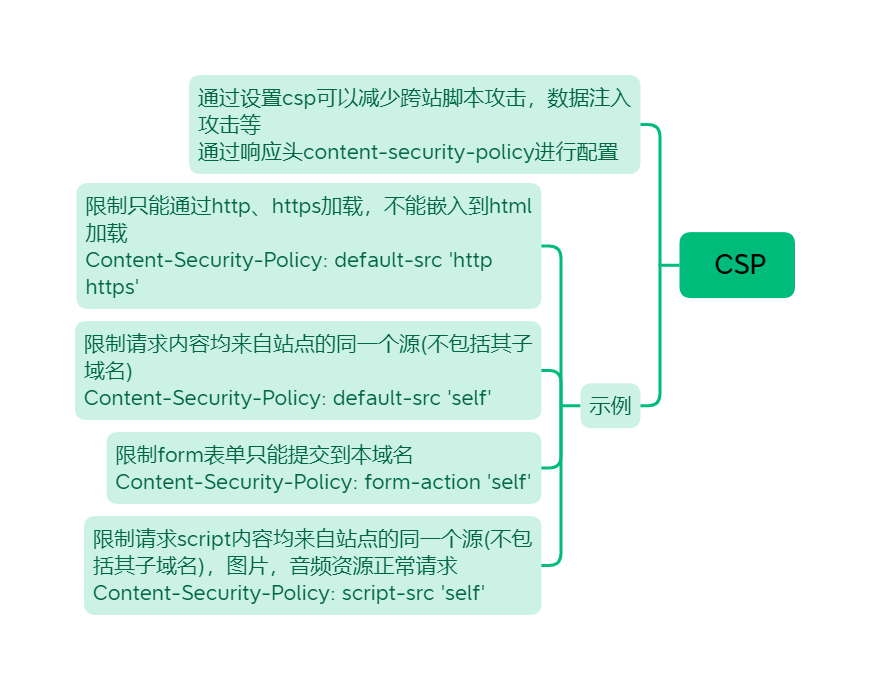 通过设置csp可以减少跨站脚本攻击，数据注入
攻击等
通过响应头content-security-policy进行配置
限制只能通过http、https加载，不能嵌入到html
加载
Content-Security-Policy: default-src 'http
https'
CSP
限制请求内容均来自站点的同一个源(不包括其子
域名)
Content-Security-Policy: default-src 'self'
示例
限制form表单只能提交到本域名
Content-Security-Policy: form-action 'self'
限制请求script内容均来自站点的同一个源(不包
括其子域名)，图片，音频资源正常请求
Content-Security-Policy: script-src 'self'